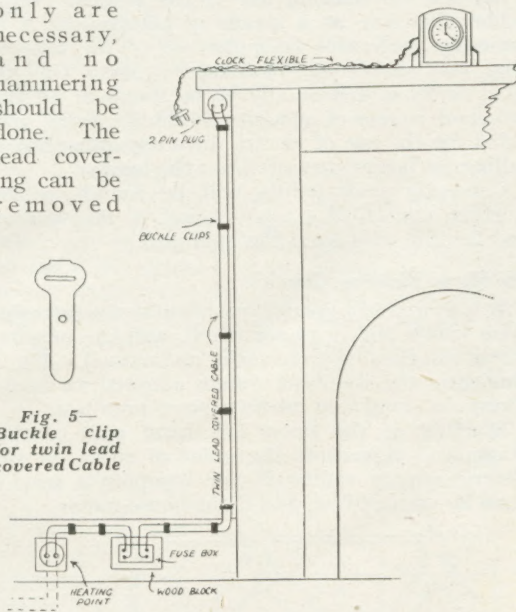 only are
necessary,
and no
hammering
should be
done. The
lead cover-
ing can be
removed
Fig. 5—
Buckle clip
for twin lead
covered Cable
CLOCK FLEXIBLE
2 PIN PLUG
BUCKLE CLIPS
TWIN LEAD COVERED CABLE
FUSE BOX
HEATING
POINT
WOOD BLOCK